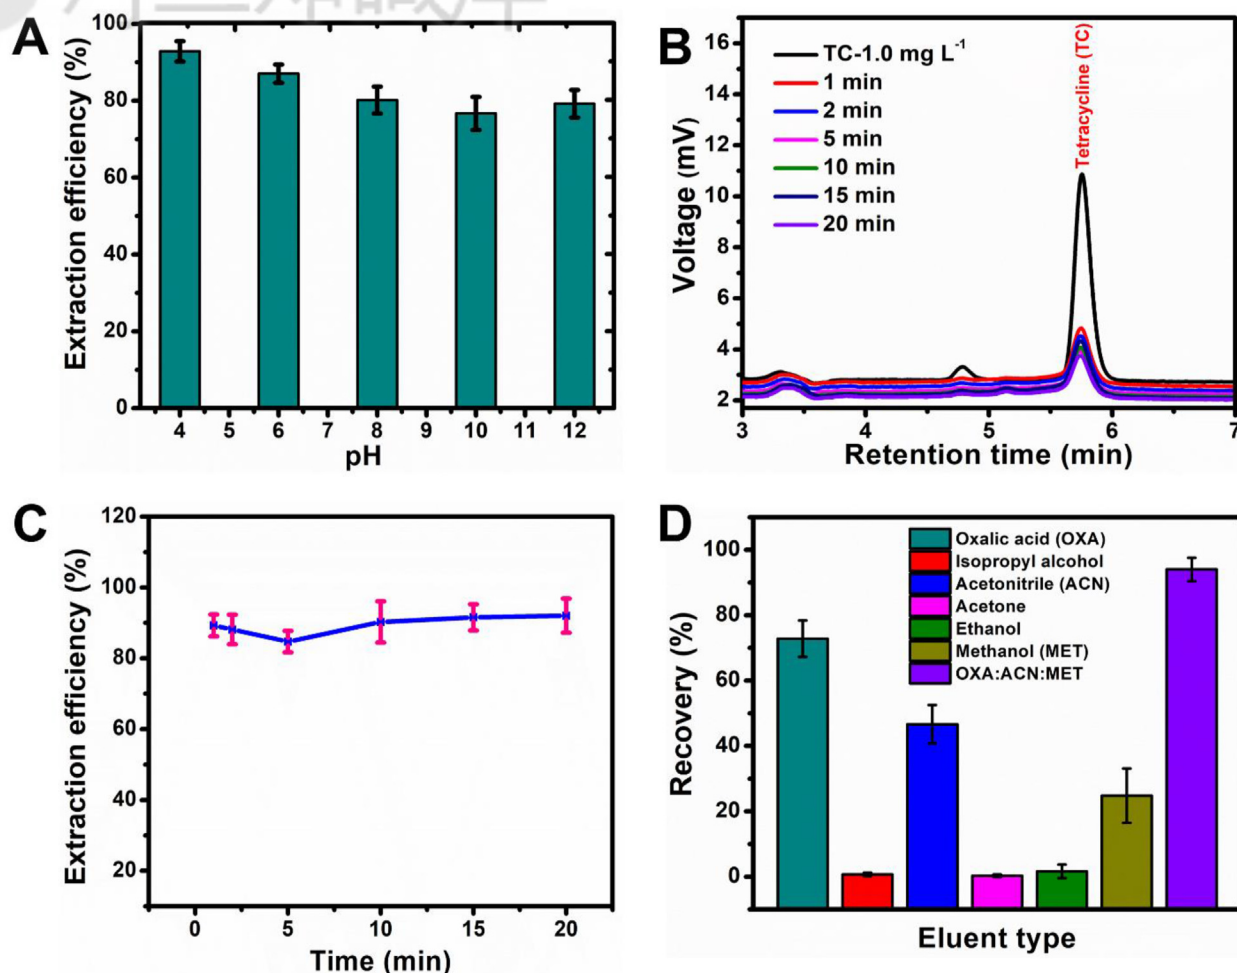 A
Extraction efficiency (%)
100
80
60
40
20
0
4 5 6 7 8 9 10 11 12
pH
B
Voltage (mV)
16
14
12
10
8
6
4
2
TC-1.0 mg L⁻¹
1 min
2 min
5 min
10 min
15 min
20 min
Tetracycline (TC)
3 4 5 6 7
Retention time (min)
C
Extraction efficiency (%)
120
100
80
60
40
20
0 5 10 15 20
Time (min)
D
Recovery (%)
100
80
60
40
20
0
Oxalic acid (OXA)
Isopropyl alcohol
Acetonitrile (ACN)
Acetone
Ethanol
Methanol (MET)
OXA:ACN:MET
Eluent type